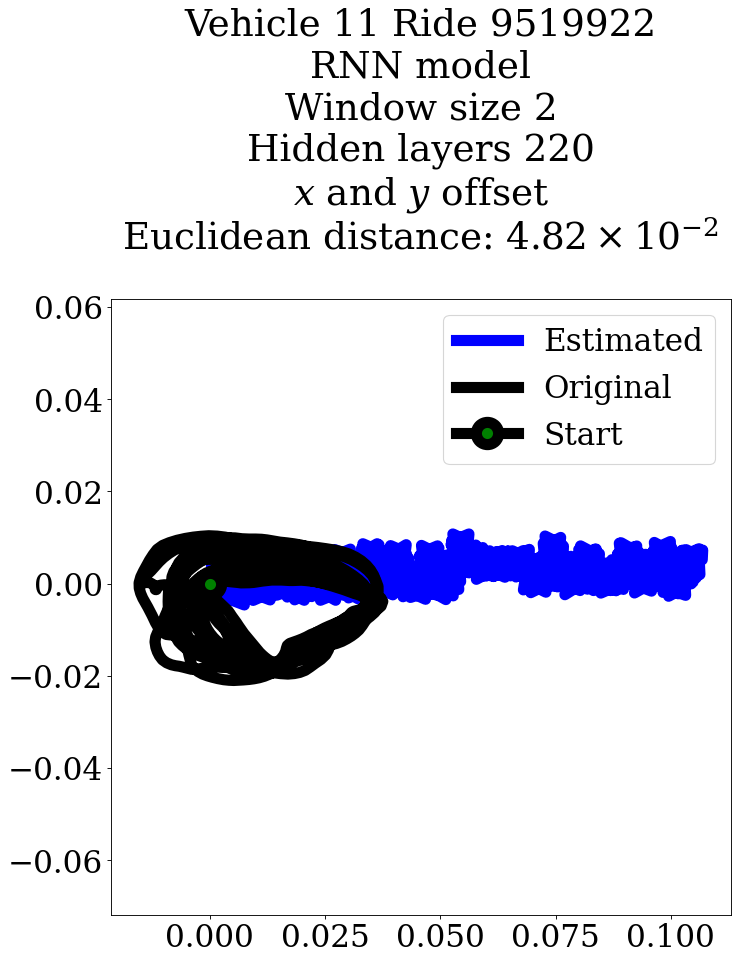 Vehicle 11 Ride 9519922
RNN model
Window size 2
Hidden layers 220
x and y offset
Euclidean distance: 4.82 × 10⁻²
0.06
Estimated
Original
0.04
Start
0.02
0.00
−0.02
−0.04
−0.06
0.000 0.025 0.050 0.075 0.100